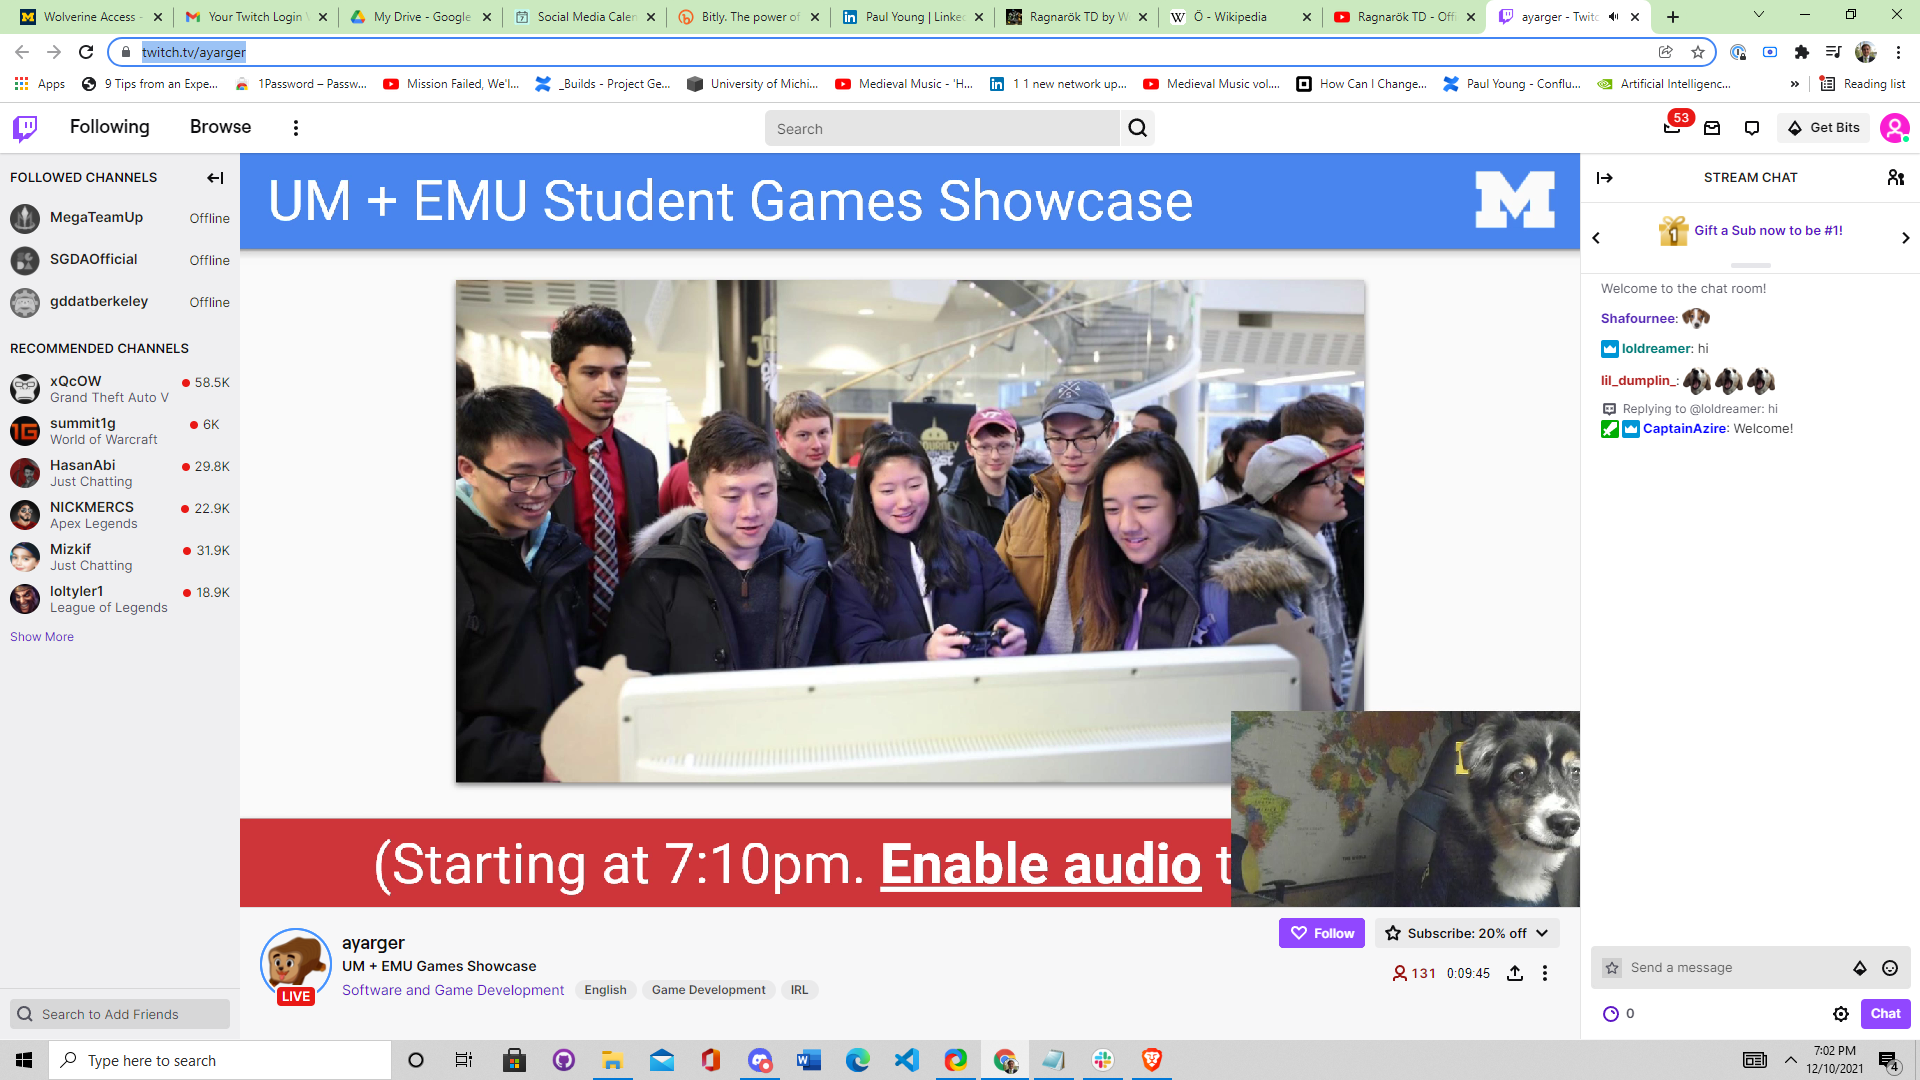 Wolverine Access -
Your Twitch Login
My Drive - Google
Social Media Calen
Bitly. The power of
Paul Young | Linked
Ragnarök TD by W
Ö - Wikipedia
Ragnarök TD - Offi
ayarger - Twitc
twitch.tv/ayarger
Apps
9 Tips from an Expe...
1Password – Passw...
Mission Failed, We'l...
_Builds - Project Ge...
University of Michi...
Medieval Music - 'H...
1 1 new network up...
Medieval Music vol....
How Can I Change...
Paul Young - Conflu...
Artificial Intelligenc...
»
Reading list
Following
Browse
Search
53
Get Bits
FOLLOWED CHANNELS
MegaTeamUp
Offline
SGDAOfficial
Offline
gddatberkeley
Offline
RECOMMENDED CHANNELS
xQcOW
58.5K
Grand Theft Auto V
summit1g
6K
World of Warcraft
HasanAbi
29.8K
Just Chatting
NICKMERCS
22.9K
Apex Legends
Mizkif
31.9K
Just Chatting
loltyler1
18.9K
League of Legends
Show More
Search to Add Friends
UM + EMU Student Games Showcase
M
(Starting at 7:10pm. Enable audio t
LIVE
ayarger
UM + EMU Games Showcase
Software and Game Development
English
Game Development
IRL
Follow
Subscribe: 20% off
131
0:09:45
STREAM CHAT
1
Gift a Sub now to be #1!
Welcome to the chat room!
Shafournee:
loldreamer: hi
lil_dumplin_:
Replying to @loldreamer: hi
CaptainAzire: Welcome!
Send a message
0
Chat
Type here to search
7:02 PM
12/10/2021
4